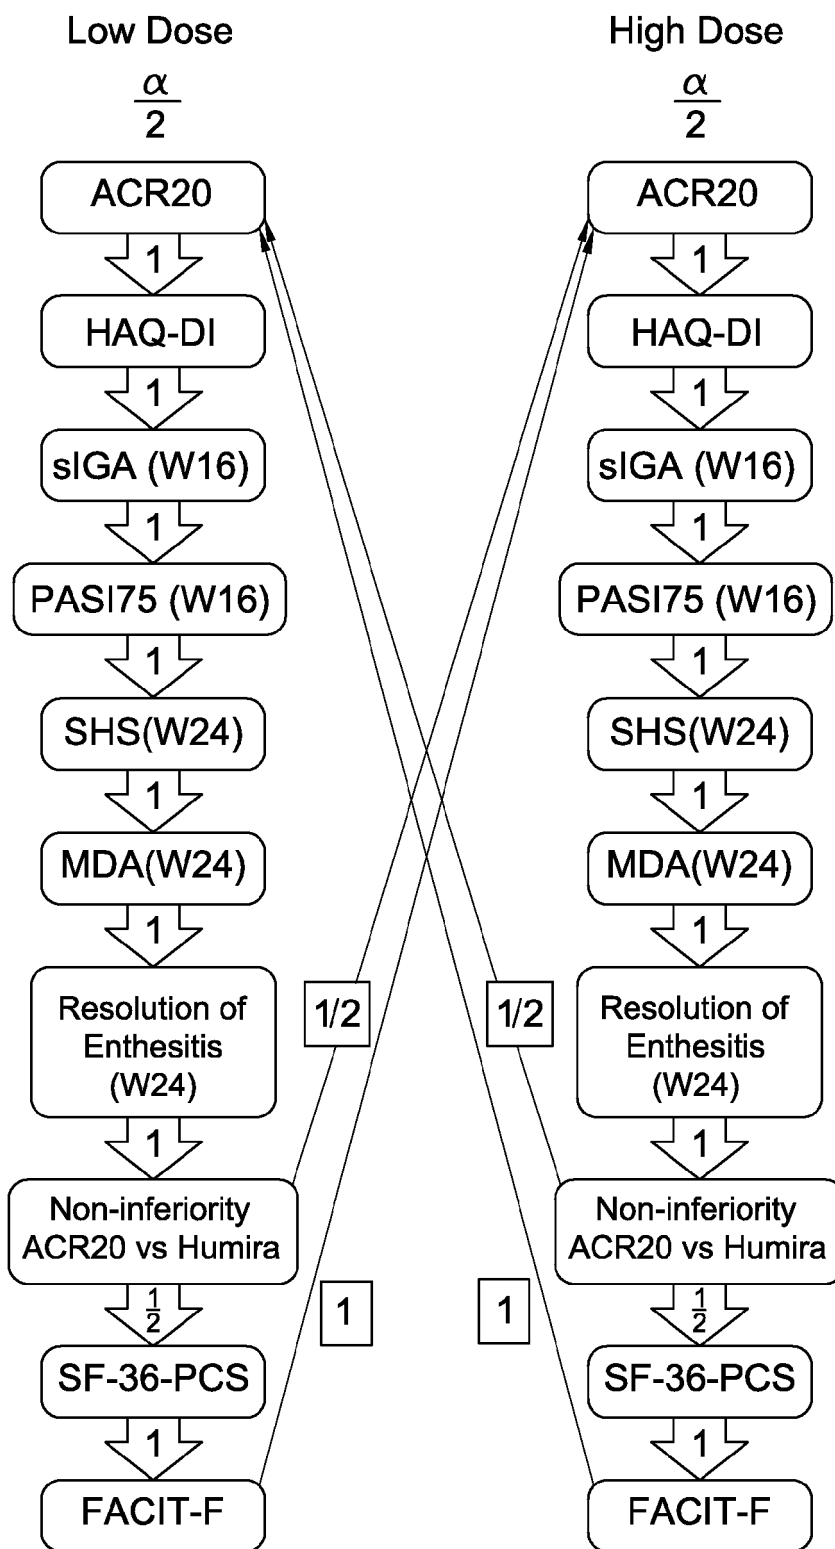 Low Dose
α
2
ACR20
1
HAQ-DI
1
sIGA (W16)
1
PASI75 (W16)
1
SHS(W24)
1
MDA(W24)
1
Resolution of
Enthesitis
(W24)
1
Non-inferiority
ACR20 vs Humira
1
2
SF-36-PCS
1
FACIT-F
1/2
1
High Dose
α
2
ACR20
1
HAQ-DI
1
sIGA (W16)
1
PASI75 (W16)
1
SHS(W24)
1
MDA(W24)
1
Resolution of
Enthesitis
(W24)
1
Non-inferiority
ACR20 vs Humira
1
2
SF-36-PCS
1
FACIT-F
1/2
1